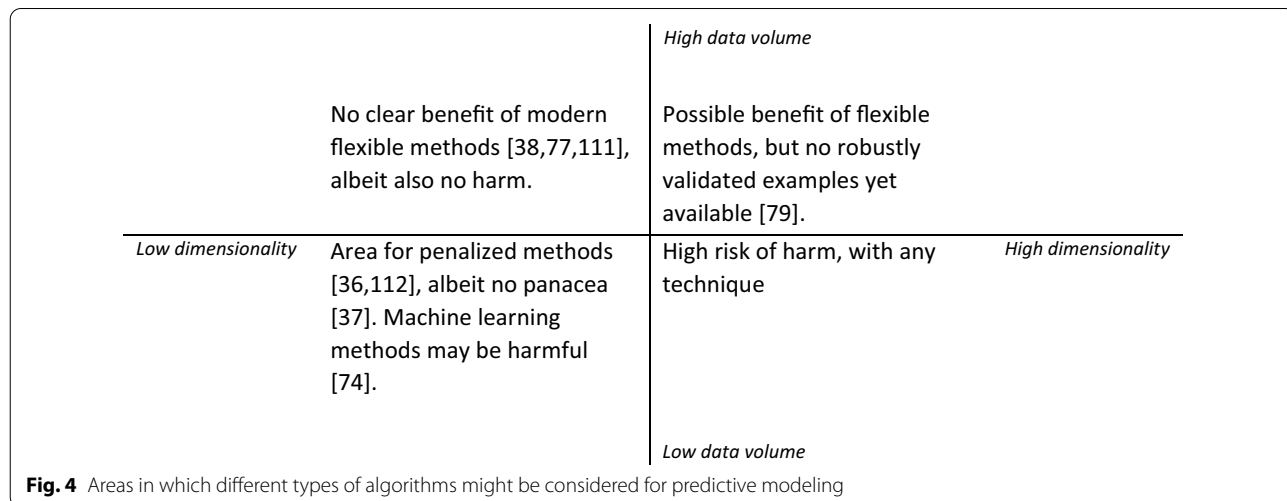 High data volume
No clear benefit of modern
flexible methods [38,77,111],
albeit also no harm.
Possible benefit of flexible
methods, but no robustly
validated examples yet
available [79].
Low dimensionality
Area for penalized methods
[36,112], albeit no panacea
[37]. Machine learning
methods may be harmful
[74].
High risk of harm, with any
technique
High dimensionality
Low data volume
Fig. 4 Areas in which different types of algorithms might be considered for predictive modeling